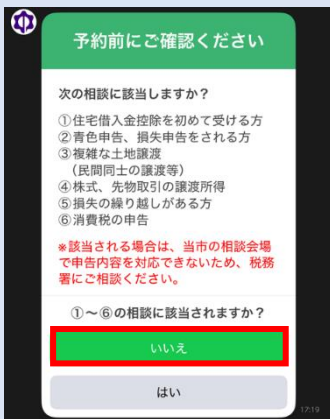 予約前にご確認ください
次の相談に該当しますか？
①住宅借入金控除を初めて受ける方
②青色申告、損失申告をされる方
③複雑な土地譲渡
（民間同士の譲渡等）
④株式、先物取引の譲渡所得
⑤損失の繰り越しがある方
⑥消費税の申告
※該当される場合は、当市の相談会場
で申告内容を対応できないため、税務
署にご相談ください。
①～⑥の相談に該当されますか？
いいえ
はい
17:19